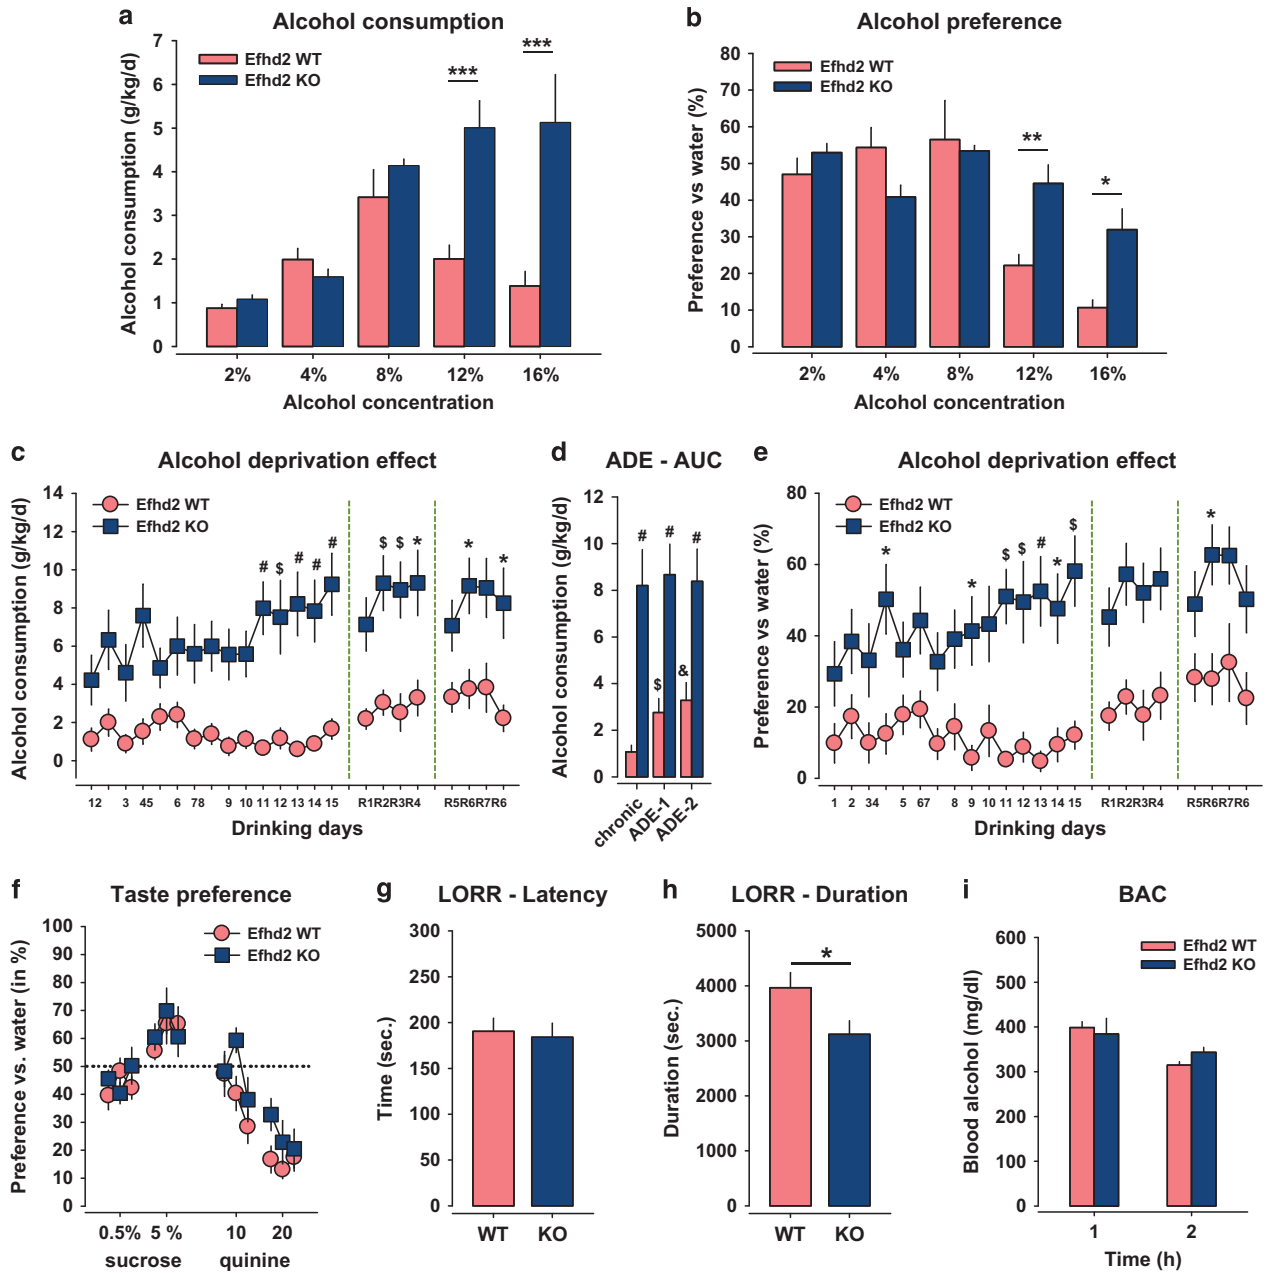 a
Alcohol consumption
Alcohol consumption (g/kg/d)
7
6
5
4
3
2
1
0
Efhd2 WT
Efhd2 KO
***
***
2% 4% 8% 12% 16%
Alcohol concentration
b
Alcohol preference
Preference vs water (%)
80
70
60
50
40
30
20
10
0
Efhd2 WT
Efhd2 KO
**
*
2% 4% 8% 12% 16%
Alcohol concentration
c
Alcohol deprivation effect
Alcohol consumption (g/kg/d)
14
12
10
8
6
4
2
0
Efhd2 WT
Efhd2 KO
# $ # # # $ $ * * *
12 3 45 6 78 9 10 11 12 13 14 15 R1R2R3R4 R5R6R7R6
Drinking days
d
ADE - AUC
Alcohol consumption (g/kg/d)
12
10
8
6
4
2
0
# # #
$ &
chronic ADE-1 ADE-2
e
Alcohol deprivation effect
Preference vs water (%)
80
60
40
20
0
Efhd2 WT
Efhd2 KO
* * $ $ # * $ *
1 2 34 5 67 8 9 10 11 12 13 14 15 R1R2R3R4 R5R6R7R6
Drinking days
f
Taste preference
Preference vs. water (in %)
100
90
80
70
60
50
40
30
20
10
0
Efhd2 WT
Efhd2 KO
0.5% 5 % 10 20
sucrose quinine
g
LORR - Latency
Time (sec.)
300
250
200
150
100
50
0
WT KO
h
LORR - Duration
Duration (sec.)
5000
4000
3000
2000
1000
0
*
WT KO
i
BAC
Blood alcohol (mg/dl)
600
500
400
300
200
100
0
Efhd2 WT
Efhd2 KO
1 2
Time (h)